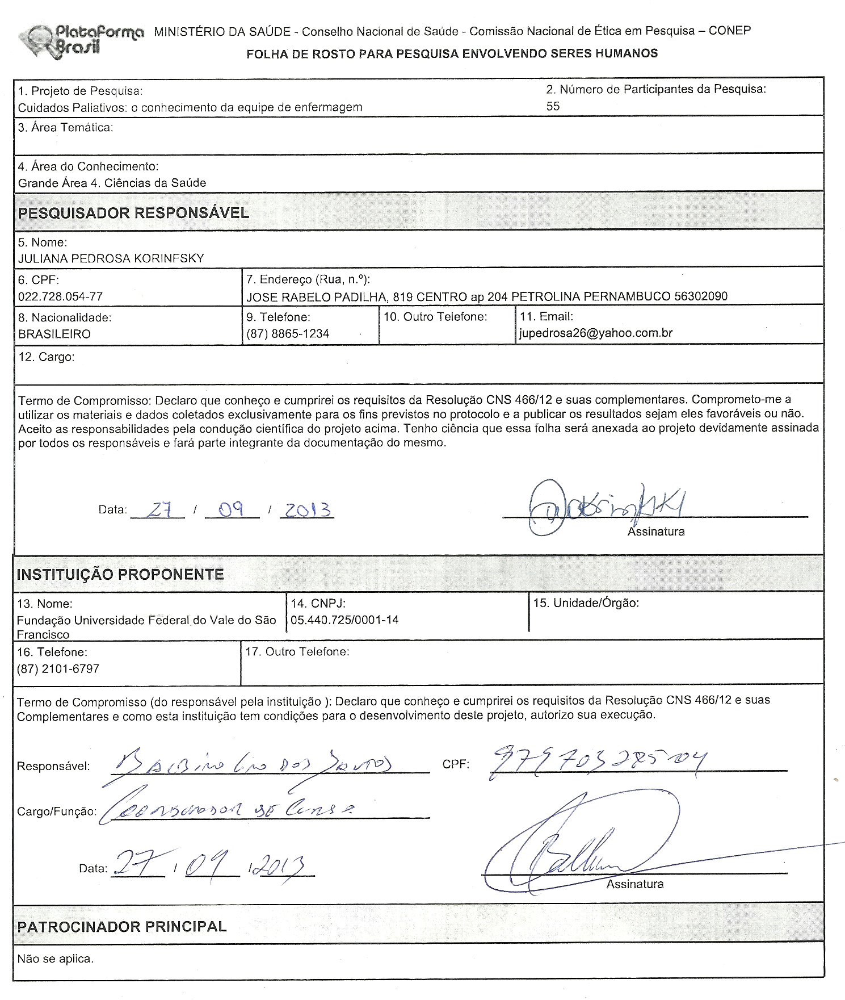 Plataforma Brasil
MINISTÉRIO DA SAÚDE - Conselho Nacional de Saúde - Comissão Nacional de Ética em Pesquisa – CONEP
FOLHA DE ROSTO PARA PESQUISA ENVOLVENDO SERES HUMANOS
1. Projeto de Pesquisa:
Cuidados Paliativos: o conhecimento da equipe de enfermagem
2. Número de Participantes da Pesquisa:
55
3. Área Temática:
4. Área do Conhecimento:
Grande Área 4. Ciências da Saúde
PESQUISADOR RESPONSÁVEL
5. Nome:
JULIANA PEDROSA KORINFSKY
6. CPF:
022.728.054-77
7. Endereço (Rua, n.º):
JOSE RABELO PADILHA, 819 CENTRO ap 204 PETROLINA PERNAMBUCO 56302090
8. Nacionalidade:
BRASILEIRO
9. Telefone:
(87) 8865-1234
10. Outro Telefone:
11. Email:
jupedrosa26@yahoo.com.br
12. Cargo:
Termo de Compromisso: Declaro que conheço e cumprirei os requisitos da Resolução CNS 466/12 e suas complementares. Comprometo-me a
utilizar os materiais e dados coletados exclusivamente para os fins previstos no protocolo e a publicar os resultados sejam eles favoráveis ou não.
Aceito as responsabilidades pela condução científica do projeto acima. Tenho ciência que essa folha será anexada ao projeto devidamente assinada
por todos os responsáveis e fará parte integrante da documentação do mesmo.
Data: 27 / 09 / 2013
Assinatura
INSTITUIÇÃO PROPONENTE
13. Nome:
Fundação Universidade Federal do Vale do São
Francisco
14. CNPJ:
05.440.725/0001-14
15. Unidade/Órgão:
16. Telefone:
(87) 2101-6797
17. Outro Telefone:
Termo de Compromisso (do responsável pela instituição ): Declaro que conheço e cumprirei os requisitos da Resolução CNS 466/12 e suas
Complementares e como esta instituição tem condições para o desenvolvimento deste projeto, autorizo sua execução.
Responsável: Balbino Lino dos Santos
CPF:
Cargo/Função: Coordenador de Curso
Data: 27 / 09 / 2013
Assinatura
PATROCINADOR PRINCIPAL
Não se aplica.